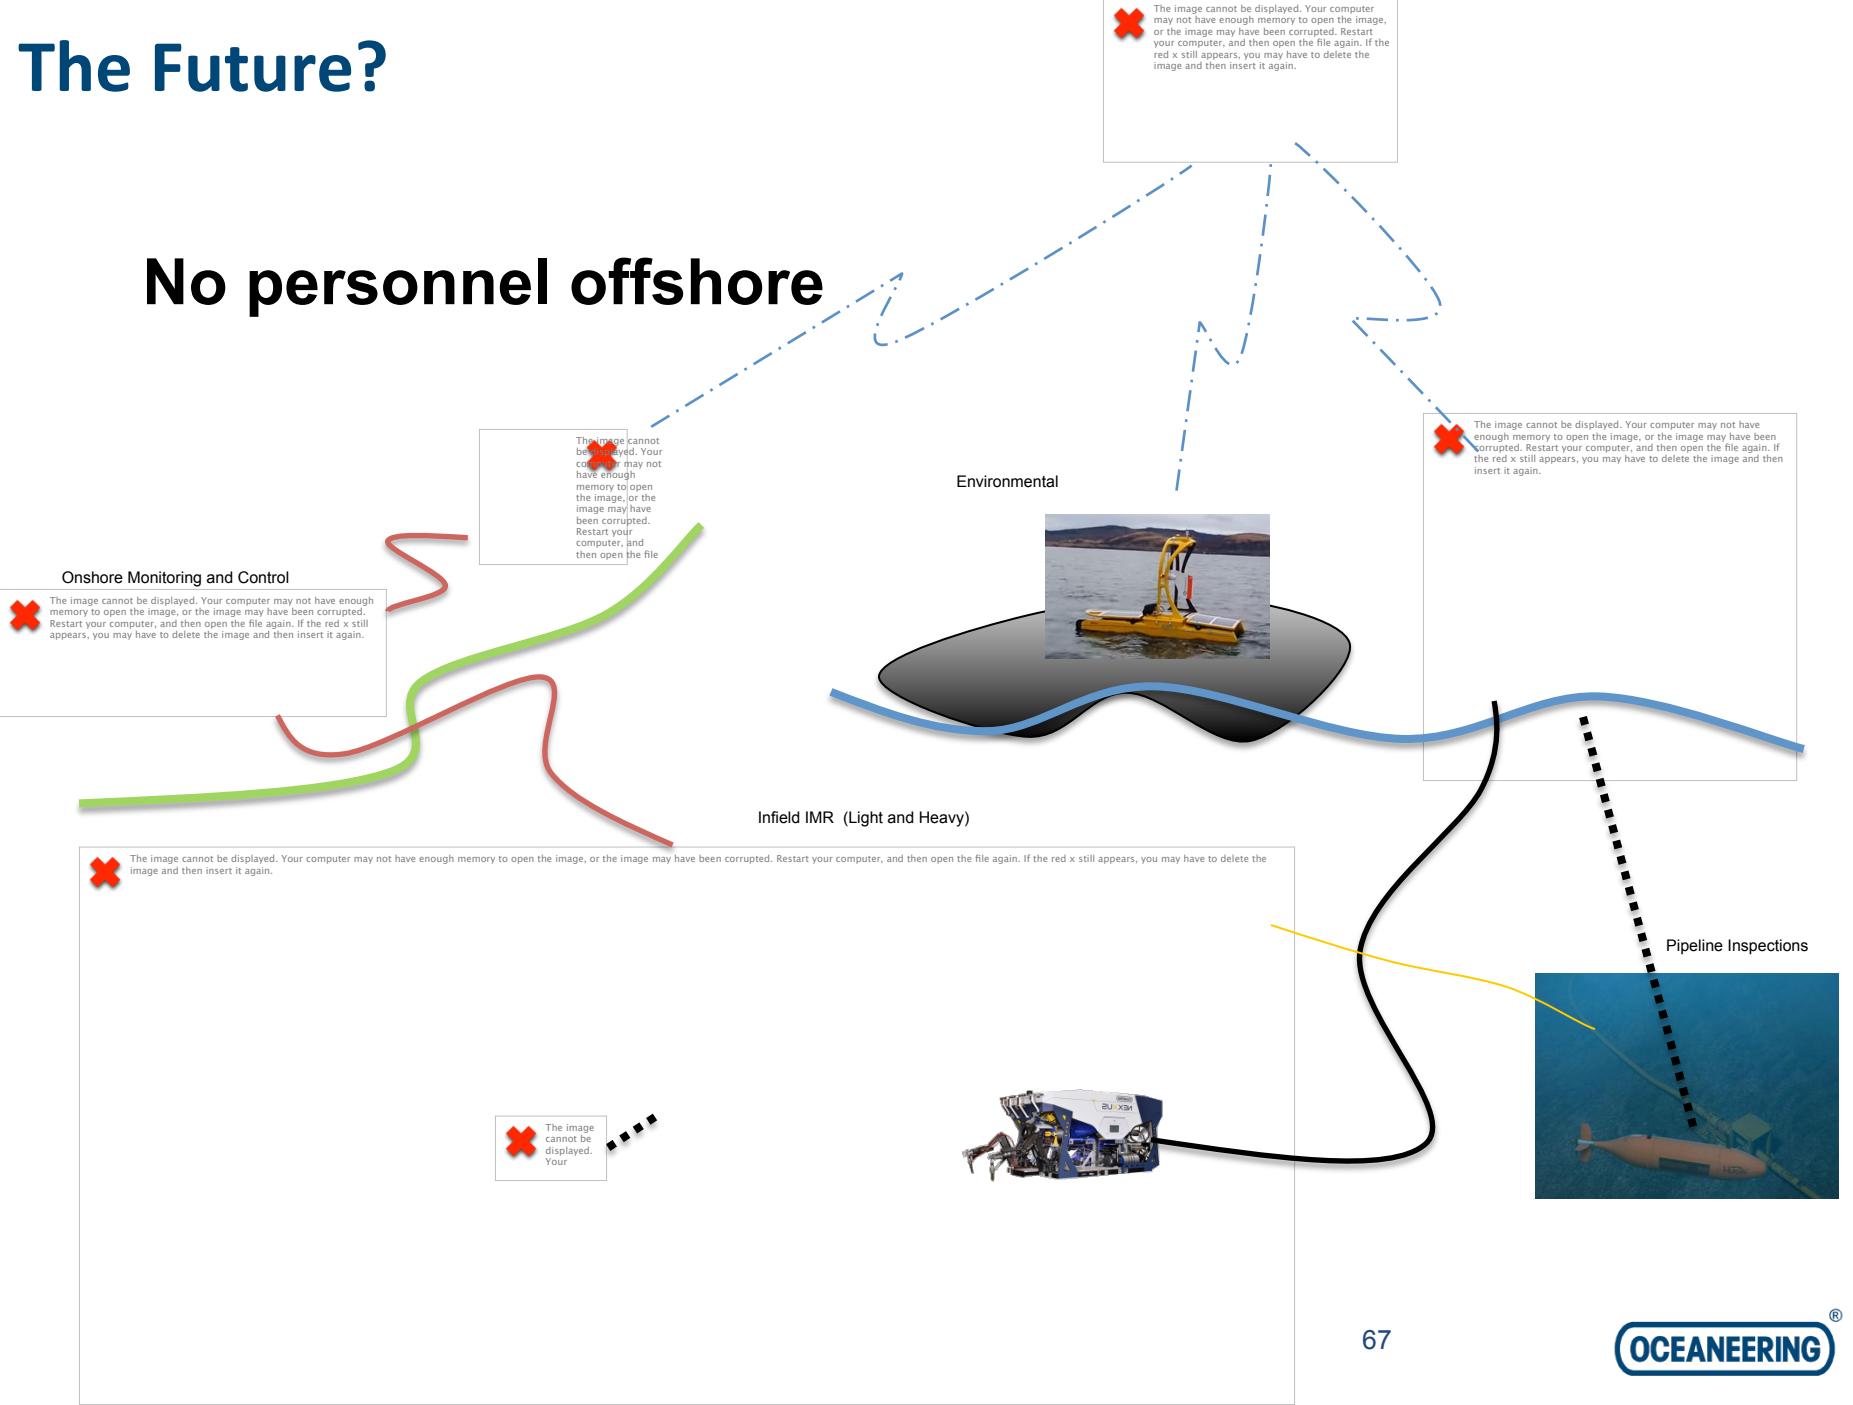 The image cannot be displayed. Your computer
may not have enough memory to open the image,
or the image may have been corrupted. Restart
your computer, and then open the file again. If the
red x still appears, you may have to delete the
image and then insert it again.
The Future?
No personnel offshore
The image cannot
be displayed. Your
computer may not
have enough
memory to open
the image, or the
image may have
been corrupted.
Restart your
computer, and
then open the file
The image cannot be displayed. Your computer may not have
enough memory to open the image, or the image may have been
corrupted. Restart your computer, and then open the file again. If
the red x still appears, you may have to delete the image and then
insert it again.
Environmental
Onshore Monitoring and Control
The image cannot be displayed. Your computer may not have enough
memory to open the image, or the image may have been corrupted.
Restart your computer, and then open the file again. If the red x still
appears, you may have to delete the image and then insert it again.
Infield IMR (Light and Heavy)
The image cannot be displayed. Your computer may not have enough memory to open the image, or the image may have been corrupted. Restart your computer, and then open the file again. If the red x still appears, you may have to delete the
image and then insert it again.
Pipeline Inspections
The image
cannot be
displayed.
Your
67
OCEANEERING®